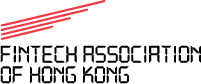 FINTECH ASSOCIATION
OF HONG KONG